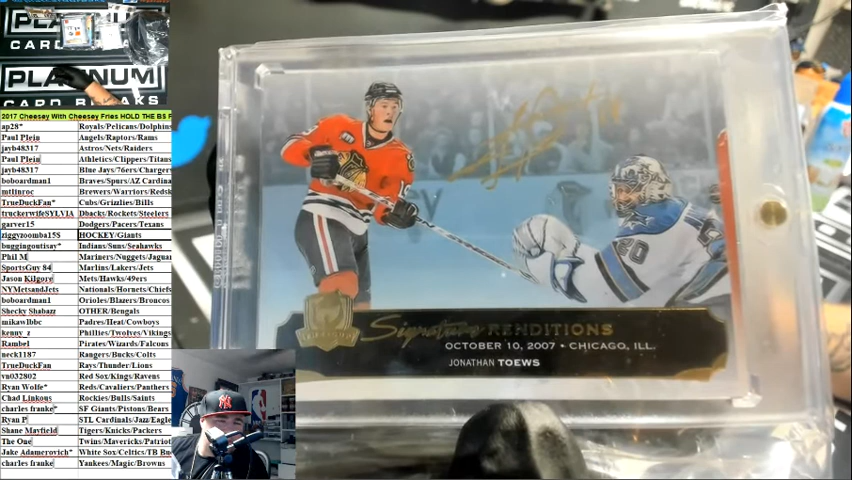 PLATINUM
CARD BREAKS
2017 Cheesey With Cheesey Fries HOLD THE BS F
ap28* Royals/Pelicans/Dolphins
Paul Plein Angels/Raptors/Rams
jayb48317 Astros/Nets/Raiders
Paul Plein Athletics/Clippers/Titans
jayb48317 Blue Jays/76ers/Chargers
boboardman1 Braves/Spurs/AZ Cardina
mtlinroc Brewers/Warriors/Redsk
TrueDuckFan* Cubs/Grizzlies/Bills
truckerwifeSYLVIA Dbacks/Rockets/Steelers
garver15 Dodgers/Pacers/Texans
ziggyzoomba15S HOCKEY/Giants
buggingoutisay* Indians/Suns/Seahawks
Phil M Mariners/Nuggets/Jaguar
SportsGuy 84 Marlins/Lakers/Jets
Jason Kilgore Mets/Hawks/49ers
NYMetsandJets Nationals/Hornets/Chiefs
boboardman1 Orioles/Blazers/Broncos
Shecky Shabazz OTHER/Bengals
mikawlbbc Padres/Heat/Cowboys
kenny_z Phillies/Twolves/Vikings
Rambel Pirates/Wizards/Falcons
neck1187 Rangers/Bucks/Colts
TrueDuckFan Rays/Thunder/Lions
vn032802 Red Sox/Kings/Ravens
Ryan Wolfe* Reds/Cavaliers/Panthers
Chad Linkous Rockies/Bulls/Saints
charles franke* SF Giants/Pistons/Bears
Ryan P STL Cardinals/Jazz/Eagle
Shane Mayfield Tigers/Knicks/Packers
The One Twins/Mavericks/Patriot
Jake Adamerovich* White Sox/Celtics/TB Bu
charles franke Yankees/Magic/Browns
20
Signature RENDITIONS
OCTOBER 10, 2007 • CHICAGO, ILL.
JONATHAN TOEWS